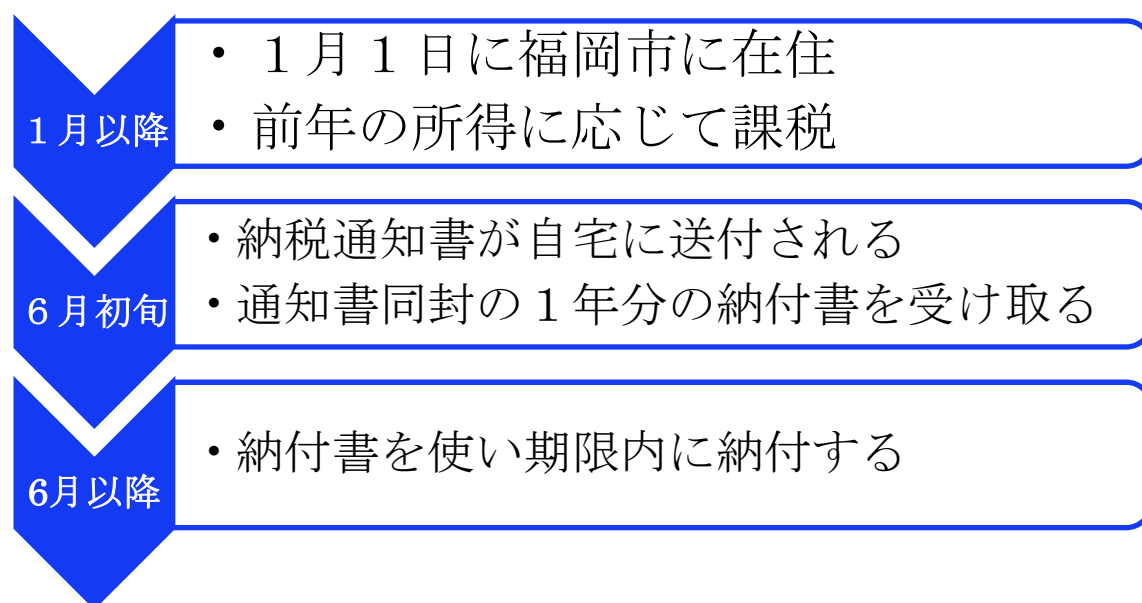 １月以降
・１月１日に福岡市に在住
・前年の所得に応じて課税
６月初旬
・納税通知書が自宅に送付される
・通知書同封の１年分の納付書を受け取る
6月以降
・納付書を使い期限内に納付する